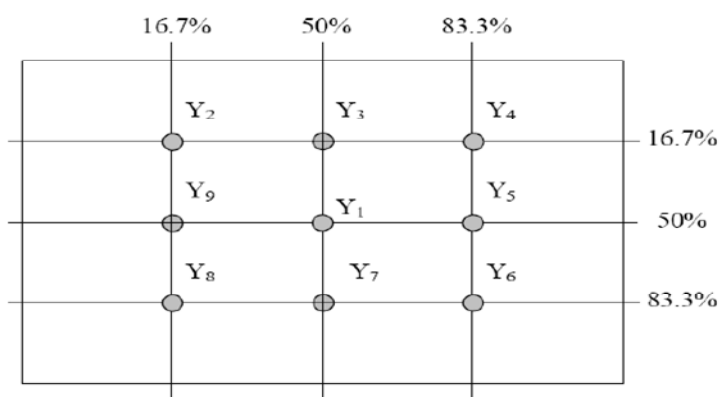 16.7% 50% 83.3%
Y₂ Y₃ Y₄
16.7%
Y₉ Y₁ Y₅
50%
Y₈ Y₇ Y₆
83.3%